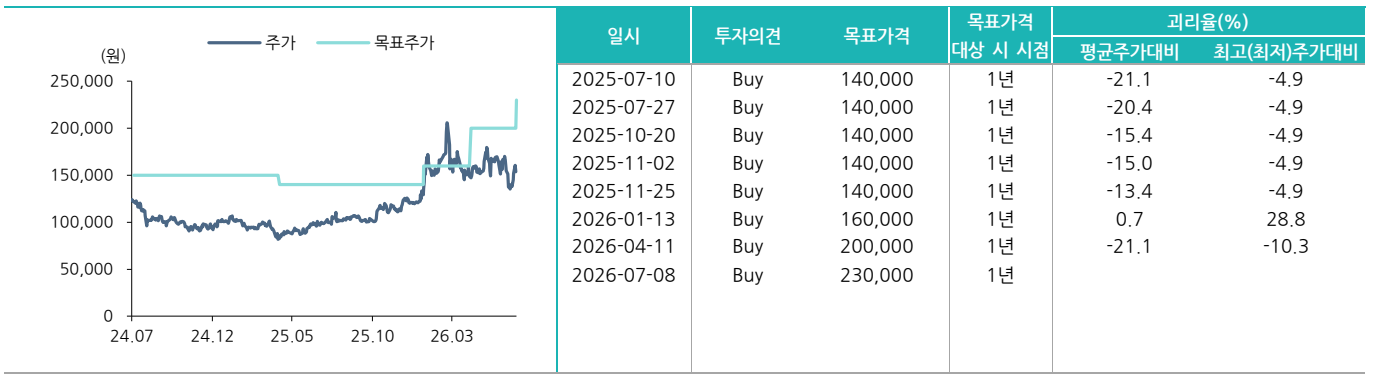 주가 목표주가
(원)
250,000
200,000
150,000
100,000
50,000
0
24.07 24.12 25.05 25.10 26.03
일시 투자의견 목표가격 목표가격 대상 시 시점 괴리율(%)
평균주가대비 최고(최저)주가대비
2025-07-10 Buy 140,000 1년 -21.1 -4.9
2025-07-27 Buy 140,000 1년 -20.4 -4.9
2025-10-20 Buy 140,000 1년 -15.4 -4.9
2025-11-02 Buy 140,000 1년 -15.0 -4.9
2025-11-25 Buy 140,000 1년 -13.4 -4.9
2026-01-13 Buy 160,000 1년 0.7 28.8
2026-04-11 Buy 200,000 1년 -21.1 -10.3
2026-07-08 Buy 230,000 1년